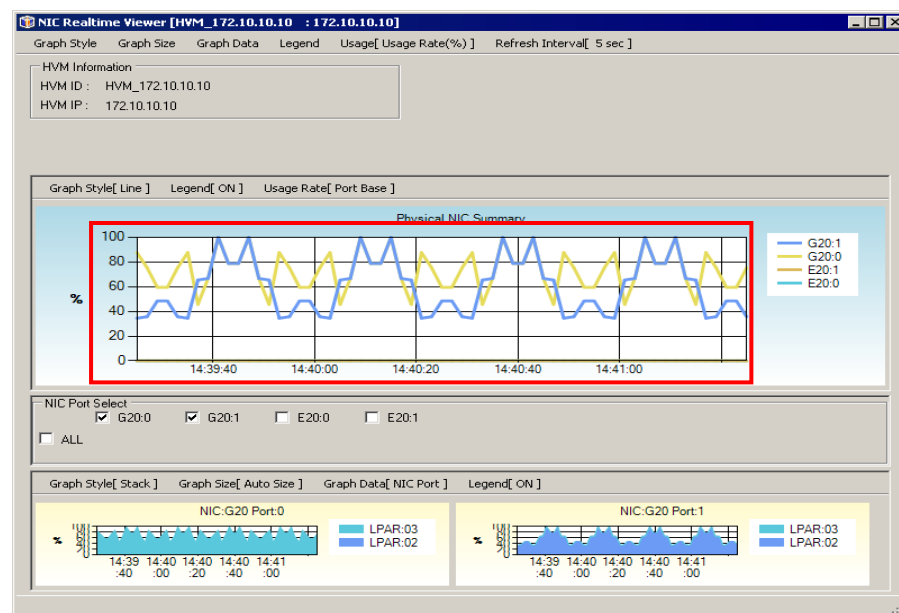 NIC Realtime Viewer [HVM_172.10.10.10 : 172.10.10.10]
Graph Style Graph Size Graph Data Legend Usage[ Usage Rate(%) ] Refresh Interval[ 5 sec ]
HVM Information
HVM ID : HVM_172.10.10.10
HVM IP : 172.10.10.10
Graph Style[ Line ] Legend[ ON ] Usage Rate[ Port Base ]
Physical NIC Summary
100
80
60
40
20
0
%
14:39:40 14:40:00 14:40:20 14:40:40 14:41:00
G20:1
G20:0
E20:1
E20:0
NIC Port Select
G20:0 G20:1 E20:0 E20:1
ALL
Graph Style[ Stack ] Graph Size[ Auto Size ] Graph Data[ NIC Port ] Legend[ ON ]
NIC:G20 Port:0
%
14:39 14:40 14:40 14:40 14:41
:40 :00 :20 :40 :00
LPAR:03
LPAR:02
NIC:G20 Port:1
%
14:39 14:40 14:40 14:40 14:41
:40 :00 :20 :40 :00
LPAR:03
LPAR:02